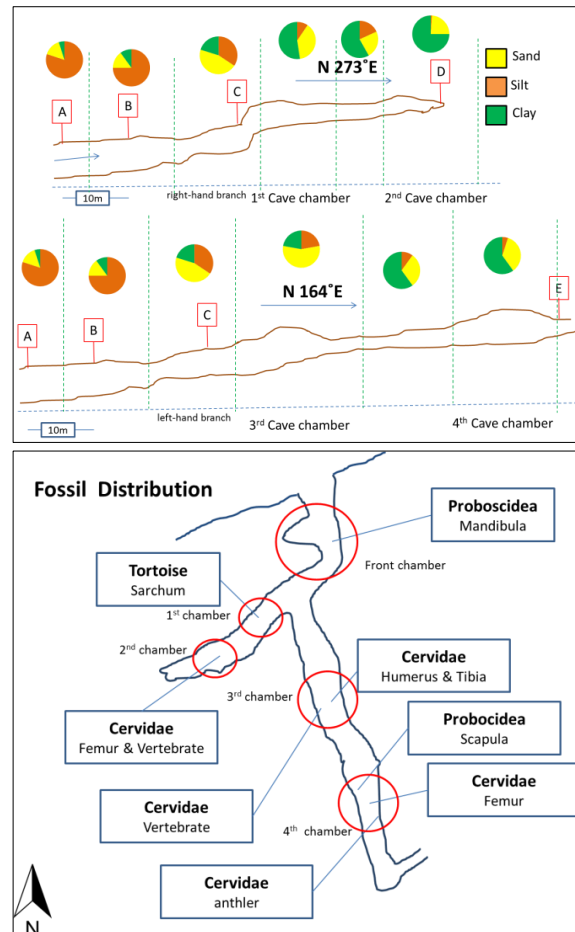 Sand
Silt
Clay
N 273˚E
A
B
C
D
10m
right-hand branch
1st Cave chamber
2nd Cave chamber
N 164˚E
A
B
C
E
10m
left-hand branch
3rd Cave chamber
4th Cave chamber
Fossil Distribution
Proboscidea
Mandibula
Front chamber
Tortoise
Sarchum
1st chamber
2nd chamber
Cervidae
Humerus & Tibia
3rd chamber
Cervidae
Femur & Vertebrate
Probocidea
Scapula
Cervidae
Vertebrate
Cervidae
Femur
4th chamber
Cervidae
anthler
N